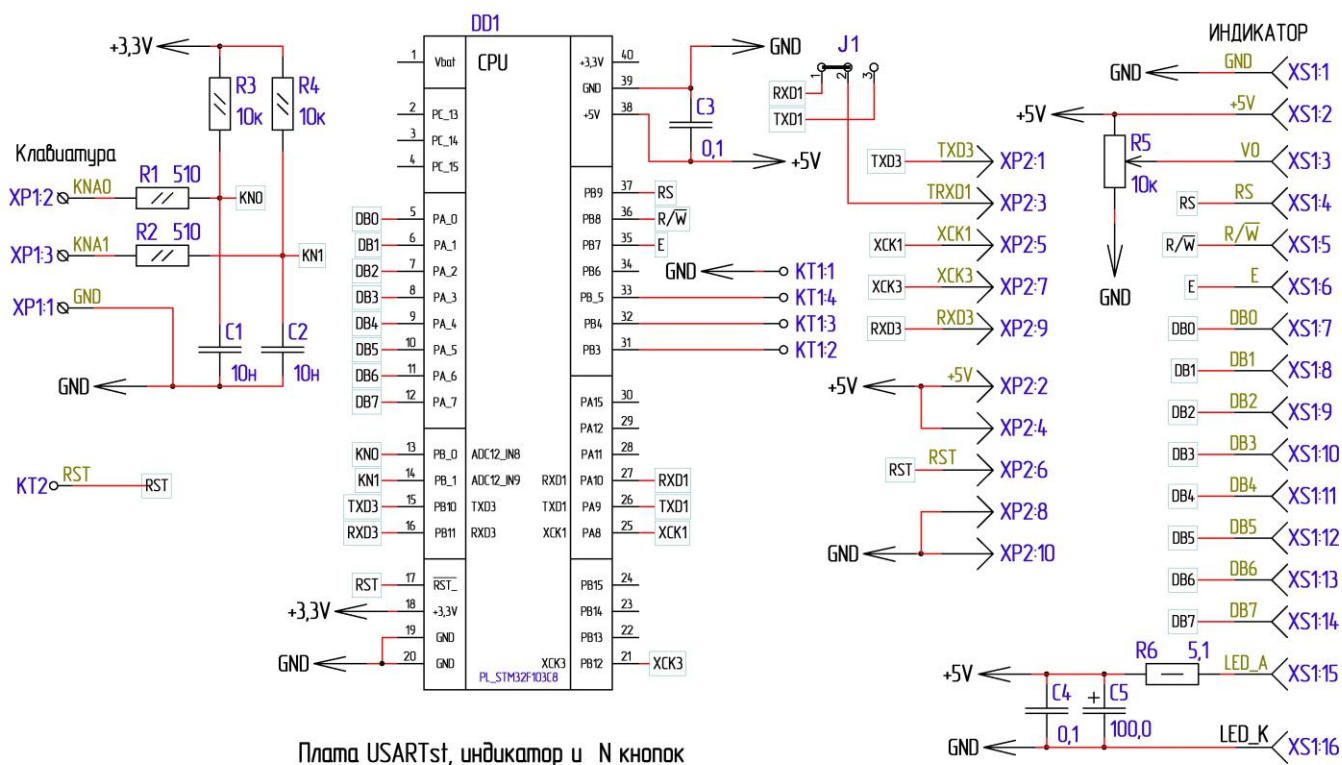 +3,3V
R3
10к
R4
10к
Клавиатура
XP1:2
KNA0
R1 510
KN0
XP1:3
KNA1
R2 510
KN1
XP1:1
GND
C1
10н
C2
10н
GND
KT2
RST
RST
DD1
CPU
1 Vbat
2 PC_13
3 PC_14
4 PC_15
DB0 5 PA_0
DB1 6 PA_1
DB2 7 PA_2
DB3 8 PA_3
DB4 9 PA_4
DB5 10 PA_5
DB6 11 PA_6
DB7 12 PA_7
KN0 13 PB_0 ADC12_IN8
KN1 14 PB_1 ADC12_IN9
TXD3 15 PB10 TXD3
RXD3 16 PB11 RXD3
RST 17 RST_
+3,3V 18 +3,3V
19 GND
GND 20 GND
+3,3V 40
GND 39
+5V 38
PB9 37 RS
PB8 36 R/W
PB7 35 E
PB6 34
PB_5 33
PB4 32
PB3 31
PA15 30
PA12 29
PA11 28
RXD1 PA10 27 RXD1
TXD1 PA9 26 TXD1
XCK1 PA8 25 XCK1
PB15 24
PB14 23
PB13 22
XCK3 PB12 21 XCK3
PL_STM32F103C8
GND
C3
0,1
+5V
GND
KT1:1
KT1:4
KT1:3
KT1:2
J1
1 2 3
RXD1
TXD1
TXD3 TXD3 XP2:1
TRXD1 XP2:3
XCK1 XCK1 XP2:5
XCK3 XCK3 XP2:7
RXD3 RXD3 XP2:9
+5V +5V XP2:2
XP2:4
RST RST XP2:6
XP2:8
GND XP2:10
ИНДИКАТОР
GND GND XS1:1
+5V +5V XS1:2
R5
10к
V0 XS1:3
GND
RS RS XS1:4
R/W R/W XS1:5
E E XS1:6
DB0 DB0 XS1:7
DB1 DB1 XS1:8
DB2 DB2 XS1:9
DB3 DB3 XS1:10
DB4 DB4 XS1:11
DB5 DB5 XS1:12
DB6 DB6 XS1:13
DB7 DB7 XS1:14
R6 5,1
+5V LED_A XS1:15
C4
0,1
+ C5
100,0
GND LED_K XS1:16
Плата USARTst, индикатор и N кнопок